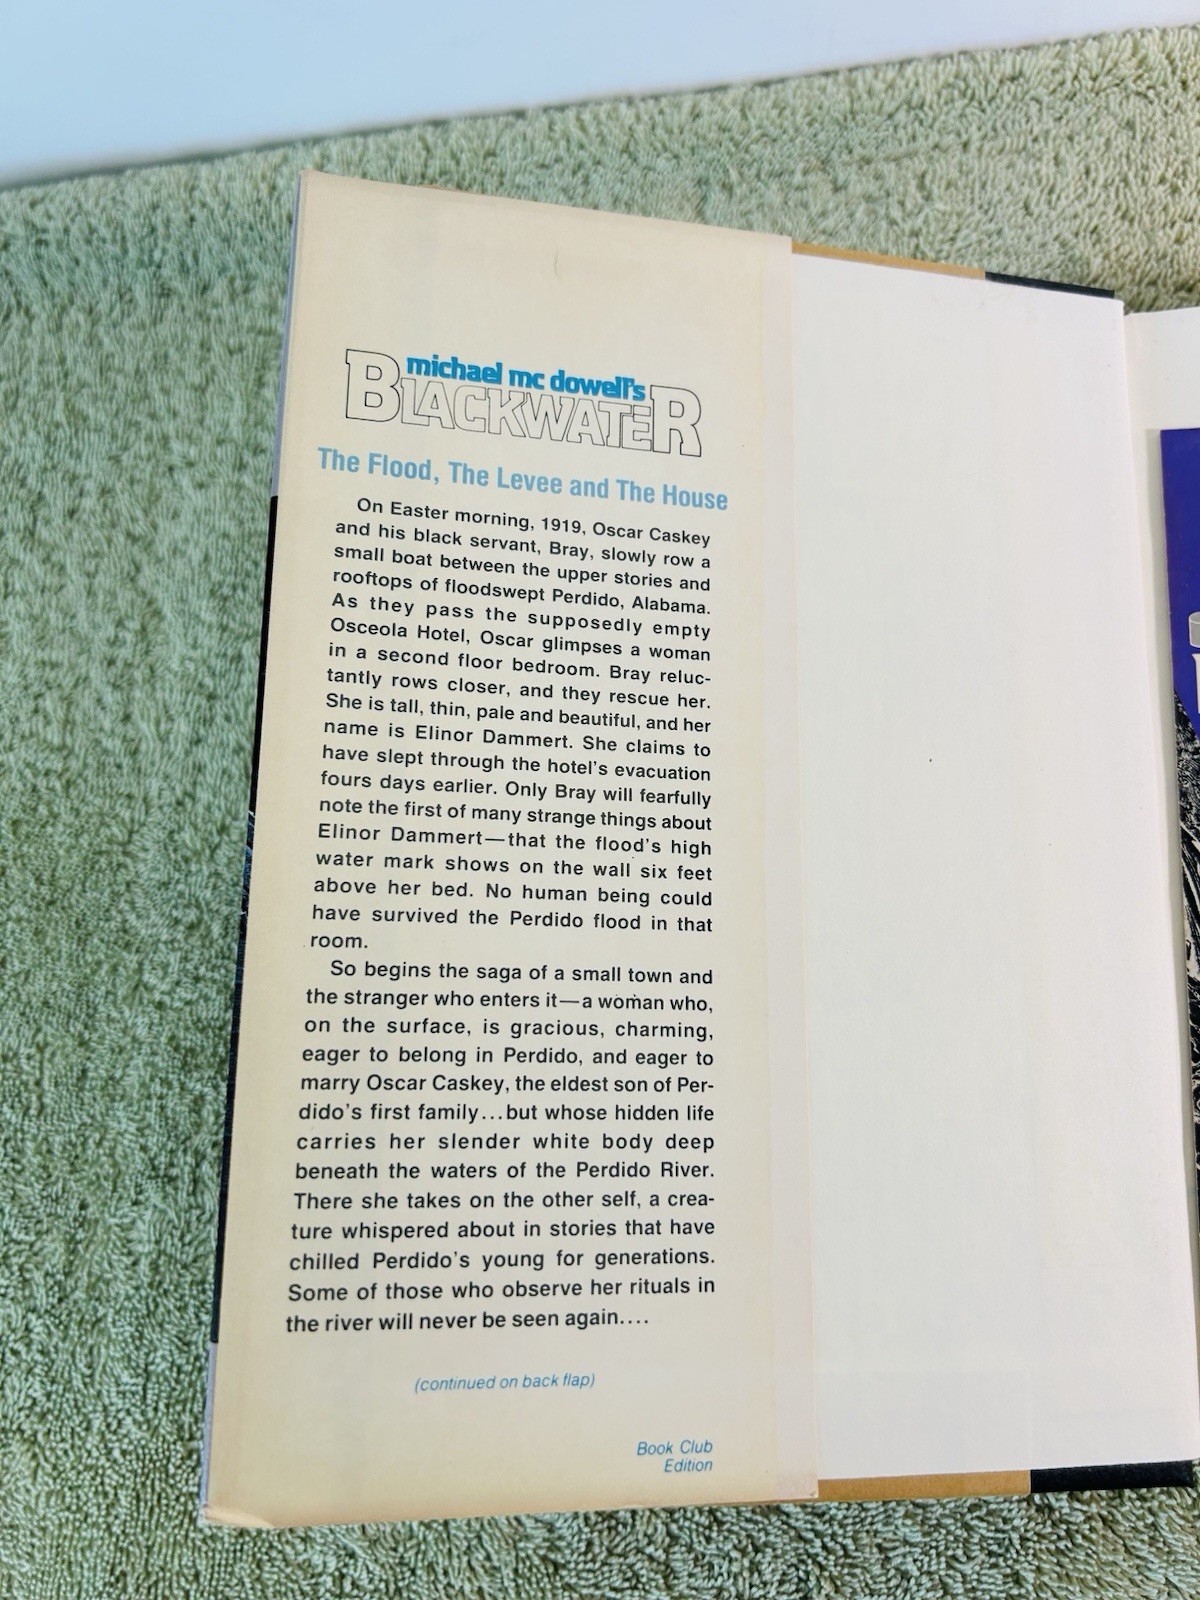 michael mc dowell's
BLACKWATER
The Flood, The Levee and The House
On Easter morning, 1919, Oscar Caskey
and his black servant, Bray, slowly row a
small boat between the upper stories and
rooftops of floodswept Perdido, Alabama.
As they pass the supposedly empty
Osceola Hotel, Oscar glimpses a woman
in a second floor bedroom. Bray reluc-
tantly rows closer, and they rescue her.
She is tall, thin, pale and beautiful, and her
name is Elinor Dammert. She claims to
have slept through the hotel's evacuation
fours days earlier. Only Bray will fearfully
note the first of many strange things about
Elinor Dammert—that the flood's high
water mark shows on the wall six feet
above her bed. No human being could
have survived the Perdido flood in that
room.
So begins the saga of a small town and
the stranger who enters it—a woman who,
on the surface, is gracious, charming,
eager to belong in Perdido, and eager to
marry Oscar Caskey, the eldest son of Per-
dido's first family...but whose hidden life
carries her slender white body deep
beneath the waters of the Perdido River.
There she takes on the other self, a crea-
ture whispered about in stories that have
chilled Perdido's young for generations.
Some of those who observe her rituals in
the river will never be seen again....
(continued on back flap)
Book Club
Edition